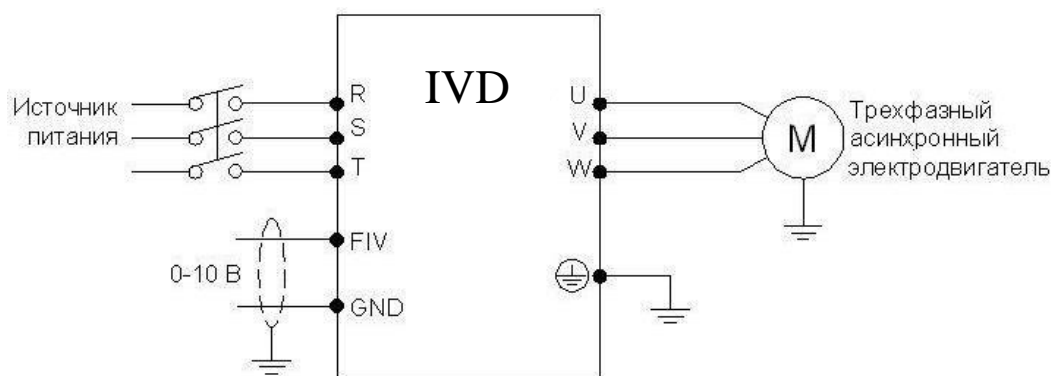 IVD
Источник
питания
R
S
T
FIV
0-10 В
GND
U
V
W
M
Трехфазный
асинхронный
электродвигатель